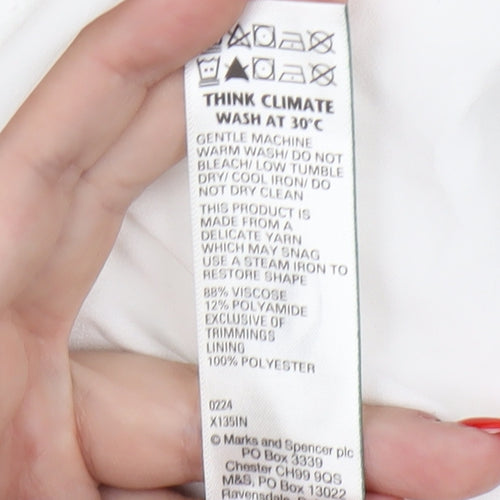 THINK CLIMATE
WASH AT 30°C
GENTLE MACHINE
WARM WASH/ DO NOT
BLEACH/ LOW TUMBLE
DRY/ COOL IRON/ DO
NOT DRY CLEAN
THIS PRODUCT IS
MADE FROM A
DELICATE YARN
WHICH MAY SNAG
USE A STEAM IRON TO
RESTORE SHAPE
88% VISCOSE
12% POLYAMIDE
EXCLUSIVE OF
TRIMMINGS
LINING
100% POLYESTER
0224
X135IN
© Marks and Spencer plc
PO Box 3339
Chester CH99 9QS
M&S, PO Box 13022
Ravensdale,